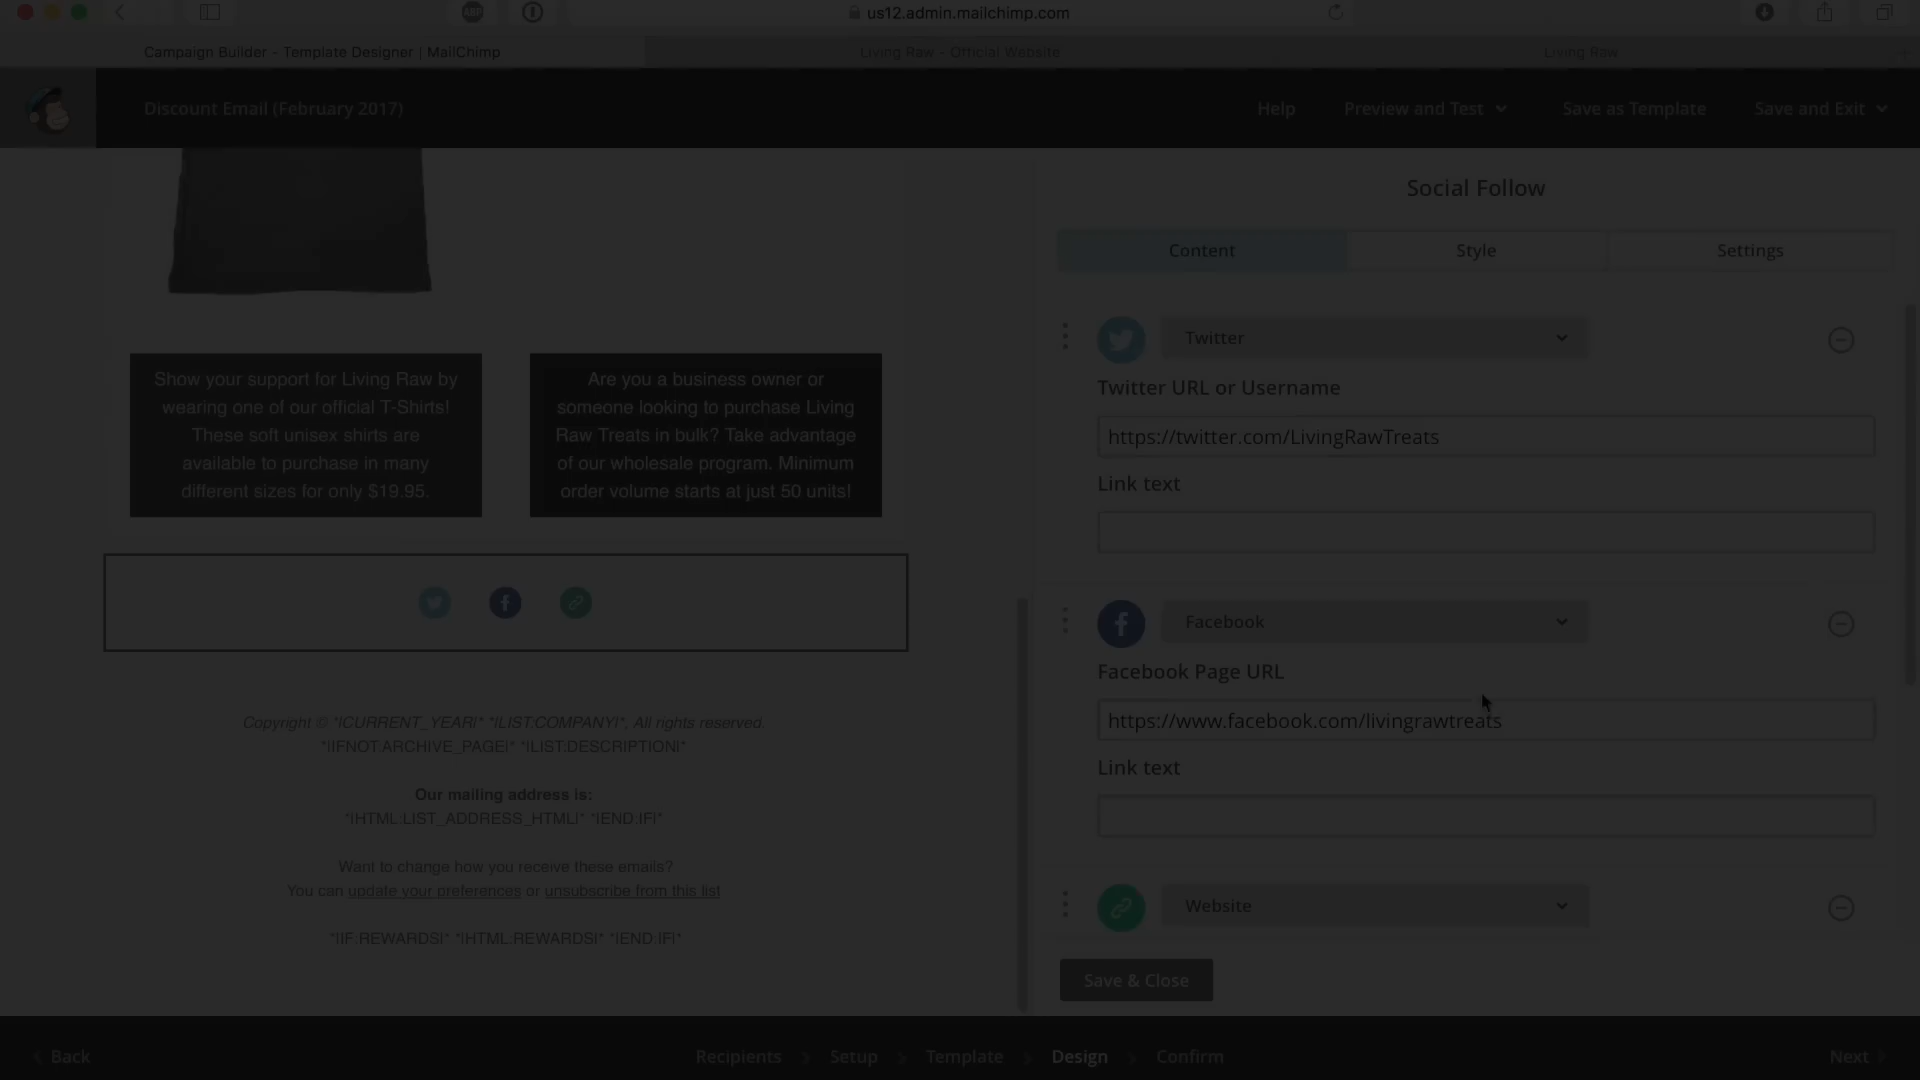 ABP
us12.admin.mailchimp.com
Campaign Builder - Template Designer | MailChimp
Living Raw - Official Website
Living Raw
Discount Email (February 2017)
Help
Preview and Test
Save as Template
Save and Exit
Social Follow
Content
Style
Settings
Twitter
Twitter URL or Username
https://twitter.com/LivingRawTreats
Link text
Facebook
Facebook Page URL
https://www.facebook.com/livingrawtreats
Link text
Website
Save & Close
Show your support for Living Raw by
wearing one of our official T-Shirts!
These soft unisex shirts are
available to purchase in many
different sizes for only $19.95.
Are you a business owner or
someone looking to purchase Living
Raw Treats in bulk? Take advantage
of our wholesale program. Minimum
order volume starts at just 50 units!
Copyright © *|CURRENT_YEAR|* *|LIST:COMPANY|*, All rights reserved.
*|IFNOT:ARCHIVE_PAGE|* *|LIST:DESCRIPTION|*
Our mailing address is:
*|HTML:LIST_ADDRESS_HTML|* *|END:IF|*
Want to change how you receive these emails?
You can update your preferences or unsubscribe from this list
*|IF:REWARDS|* *|HTML:REWARDS|* *|END:IF|*
Back
Recipients
Setup
Template
Design
Confirm
Next